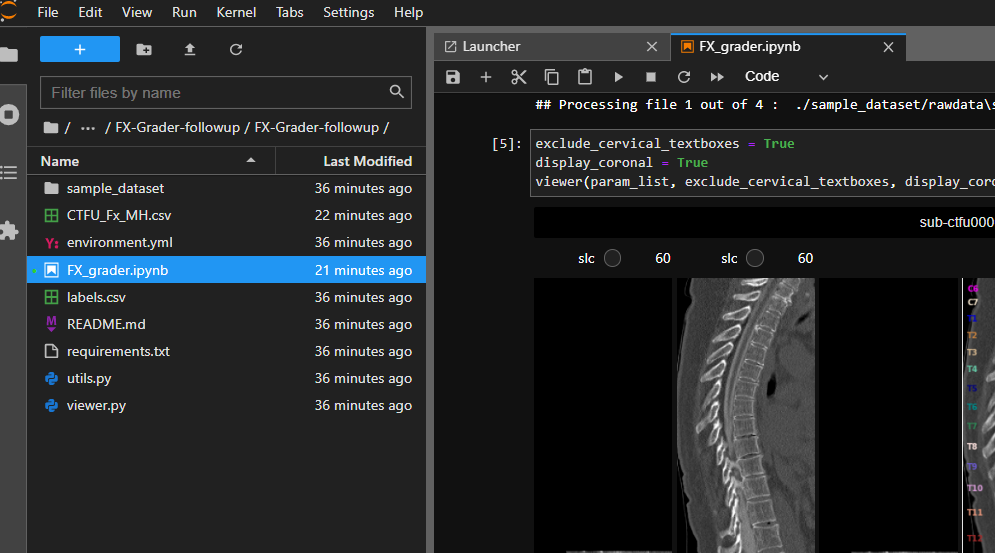 File Edit View Run Kernel Tabs Settings Help
Filter files by name
/ ··· / FX-Grader-followup / FX-Grader-followup /
Name Last Modified
sample_dataset 36 minutes ago
CTFU_Fx_MH.csv 22 minutes ago
environment.yml 36 minutes ago
FX_grader.ipynb 21 minutes ago
labels.csv 36 minutes ago
README.md 36 minutes ago
requirements.txt 36 minutes ago
utils.py 36 minutes ago
viewer.py 36 minutes ago
Launcher
FX_grader.ipynb
Code
## Processing file 1 out of 4 : ./sample_dataset/rawdata\s
[5]:
exclude_cervical_textboxes = True
display_coronal = True
viewer(param_list, exclude_cervical_textboxes, display_coro
sub-ctfu000
slc 60 slc 60
C6
C7
T2
T3
T4
T5
T6
T7
T8
T9
T10
T11
T12